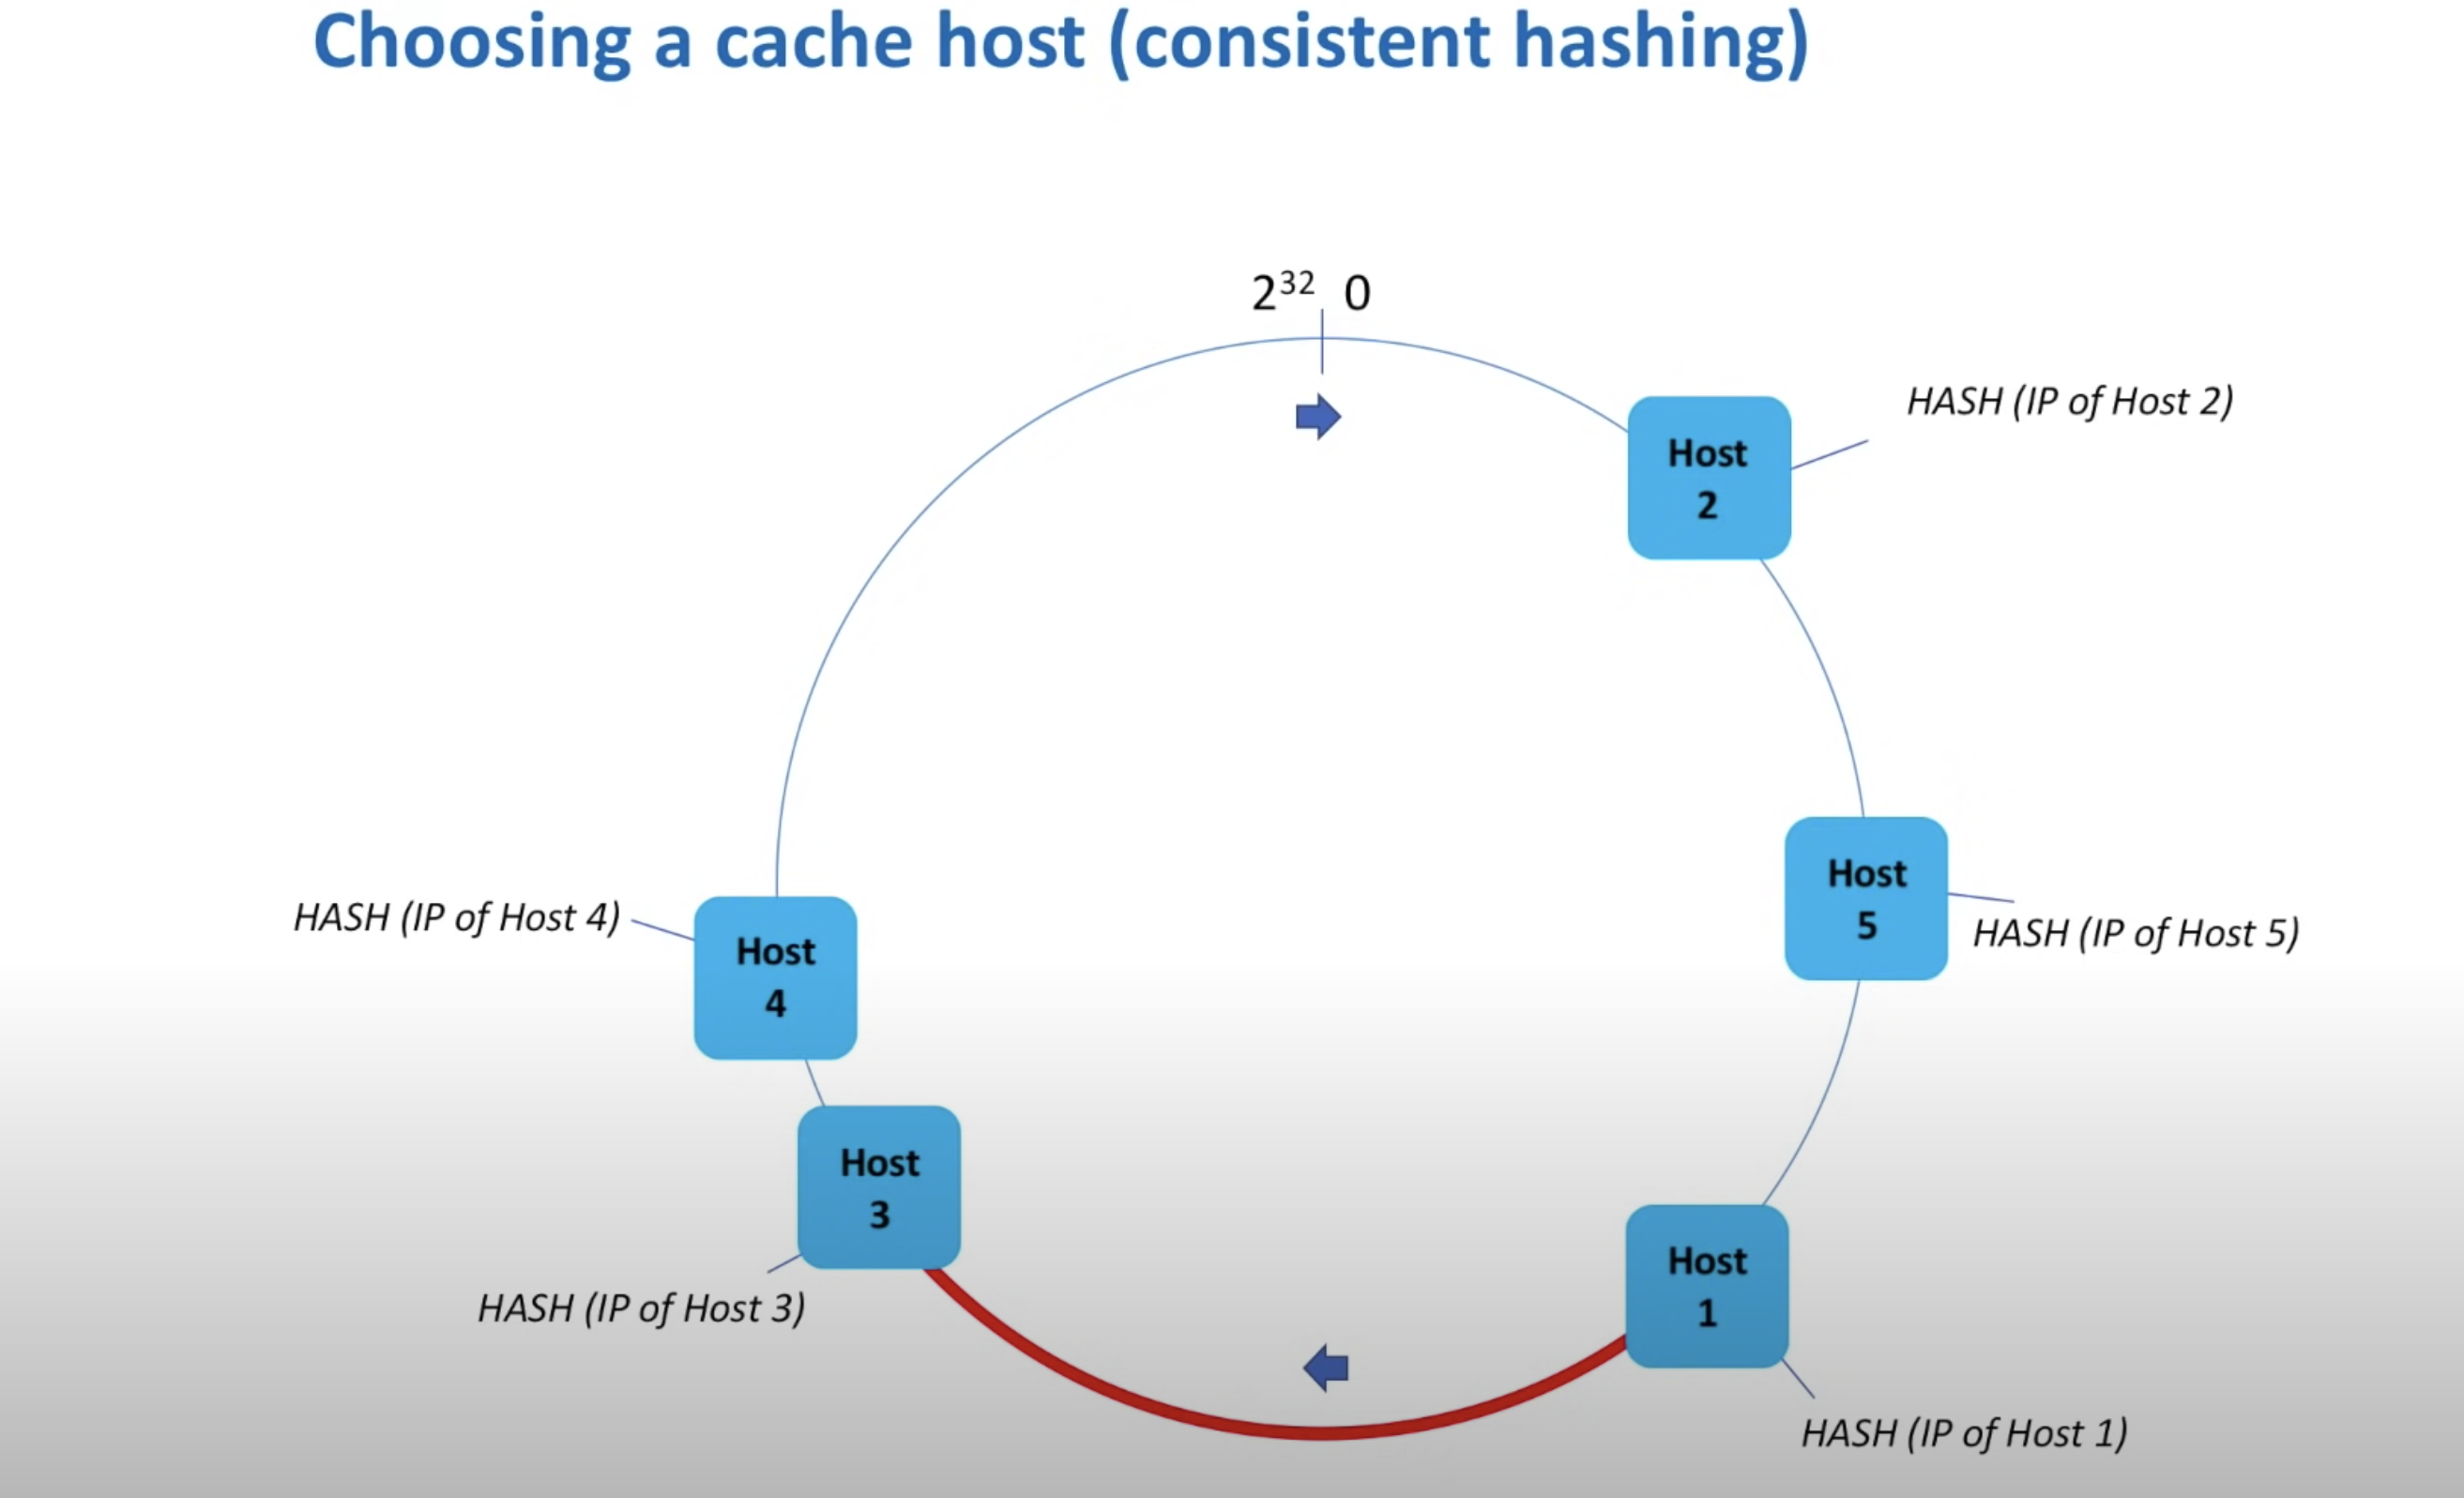 Choosing a cache host (consistent hashing)
2³² 0
HASH (IP of Host 2)
Host
2
Host
5
HASH (IP of Host 5)
HASH (IP of Host 4)
Host
4
Host
3
HASH (IP of Host 3)
Host
1
HASH (IP of Host 1)